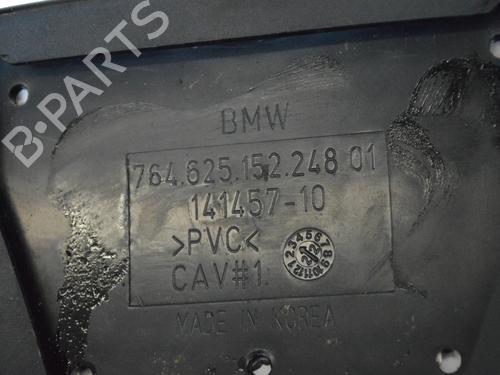 B-PARTS
BMW
764.625.152.248 01
141457-10
>PVC<
CAV#1.
MADE IN KOREA